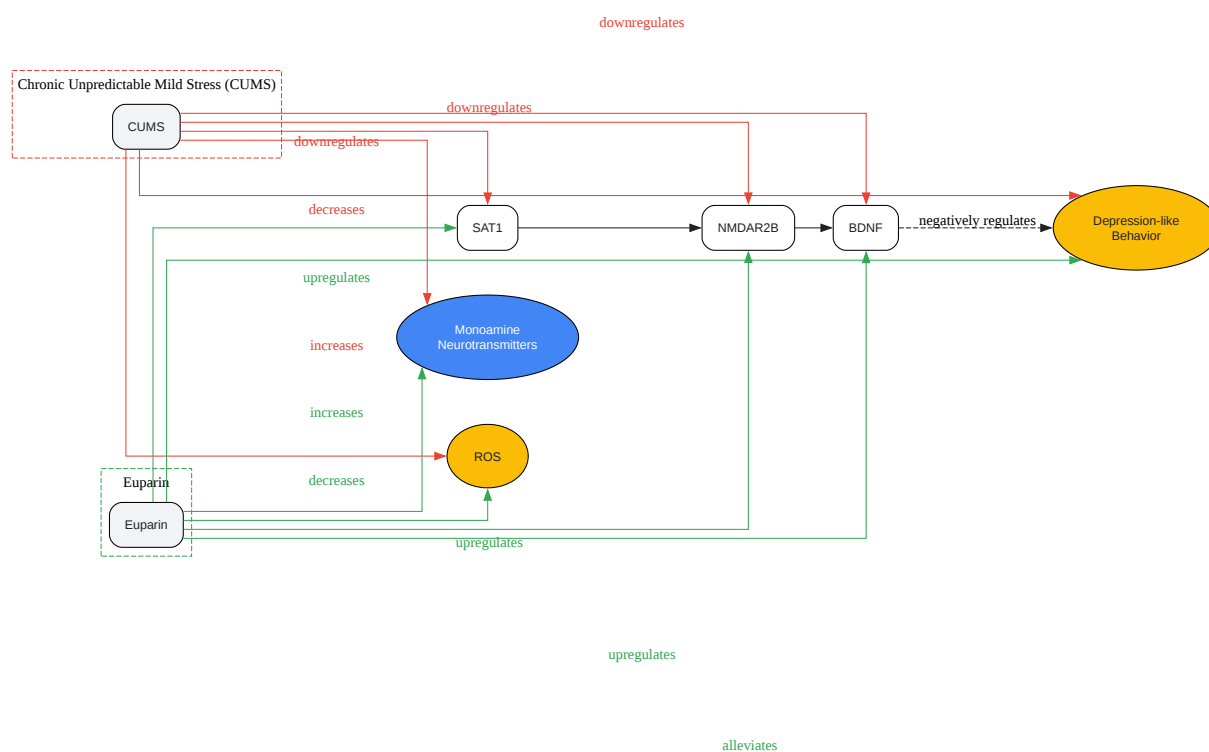 downregulates
Chronic Unpredictable Mild Stress (CUMS)
downregulates
CUMS
downregulates
decreases
SAT1
NMDAR2B
BDNF
negatively regulates
Depression-like
Behavior
upregulates
Monoamine
Neurotransmitters
increases
increases
ROS
decreases
Euparin
Euparin
upregulates
upregulates
alleviates